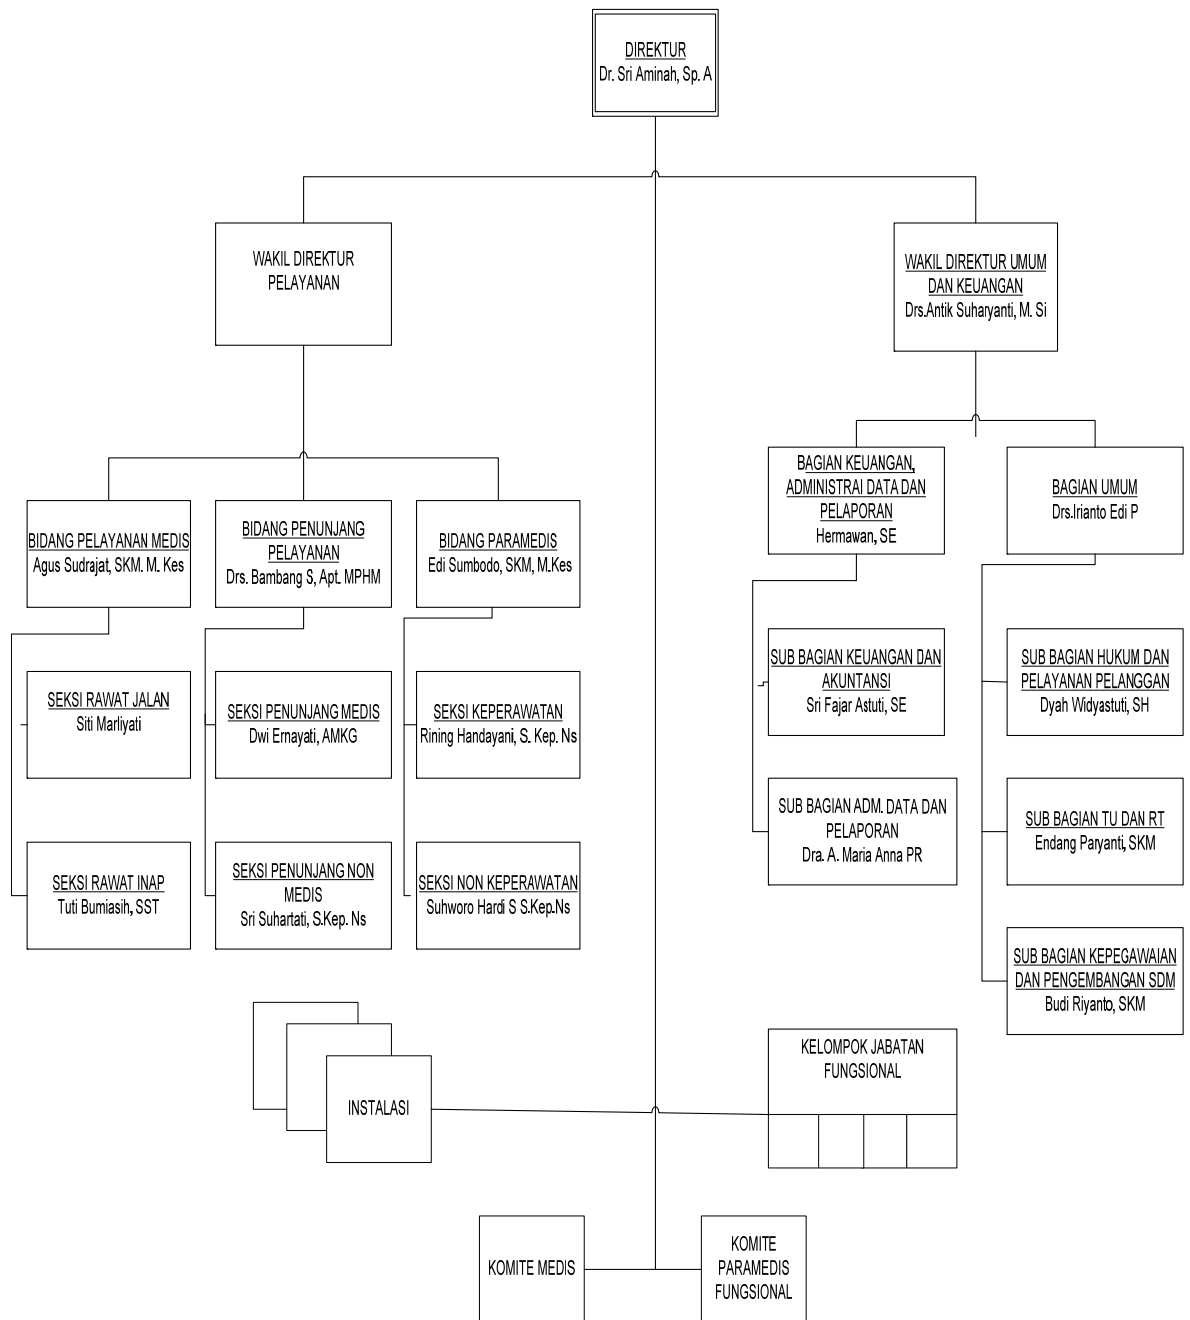 DIREKTUR
Dr. Sri Aminah, Sp. A
WAKIL DIREKTUR
PELAYANAN
WAKIL DIREKTUR UMUM
DAN KEUANGAN
Drs.Antik Suharyanti, M. Si
BIDANG PELAYANAN MEDIS
Agus Sudrajat, SKM. M. Kes
BIDANG PENUNJANG
PELAYANAN
Drs. Bambang S, Apt. MPHM
BIDANG PARAMEDIS
Edi Sumbodo, SKM, M.Kes
BAGIAN KEUANGAN,
ADMINISTRAI DATA DAN
PELAPORAN
Hermawan, SE
BAGIAN UMUM
Drs.Irianto Edi P
SEKSI RAWAT JALAN
Siti Marliyati
SEKSI PENUNJANG MEDIS
Dwi Ernayati, AMKG
SEKSI KEPERAWATAN
Rining Handayani, S. Kep. Ns
SUB BAGIAN KEUANGAN DAN
AKUNTANSI
Sri Fajar Astuti, SE
SUB BAGIAN HUKUM DAN
PELAYANAN PELANGGAN
Dyah Widyastuti, SH
SEKSI RAWAT INAP
Tuti Burniasih, SST
SEKSI PENUNJANG NON
MEDIS
Sri Suhartati, S.Kep. Ns
SEKSI NON KEPERAWATAN
Suhworo Hardi S S.Kep.Ns
SUB BAGIAN ADM. DATA DAN
PELAPORAN
Dra. A. Maria Anna PR
SUB BAGIAN TU DAN RT
Endang Paryanti, SKM
SUB BAGIAN KEPEGAWAIAN
DAN PENGEMBANGAN SDM
Budi Riyanto, SKM
INSTALASI
KELOMPOK JABATAN
FUNGSIONAL
KOMITE MEDIS
KOMITE
PARAMEDIS
FUNGSIONAL